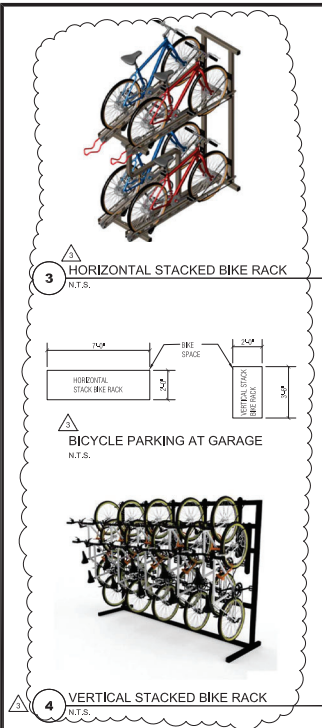 3
3 HORIZONTAL STACKED BIKE RACK
N.T.S.
7'-0"
BIKE
SPACE
2'-0"
HORIZONTAL
STACK BIKE RACK
2'-0"
VERTICAL STACK
BIKE RACK
3'-6"
3
BICYCLE PARKING AT GARAGE
N.T.S.
3
4 VERTICAL STACKED BIKE RACK
N.T.S.